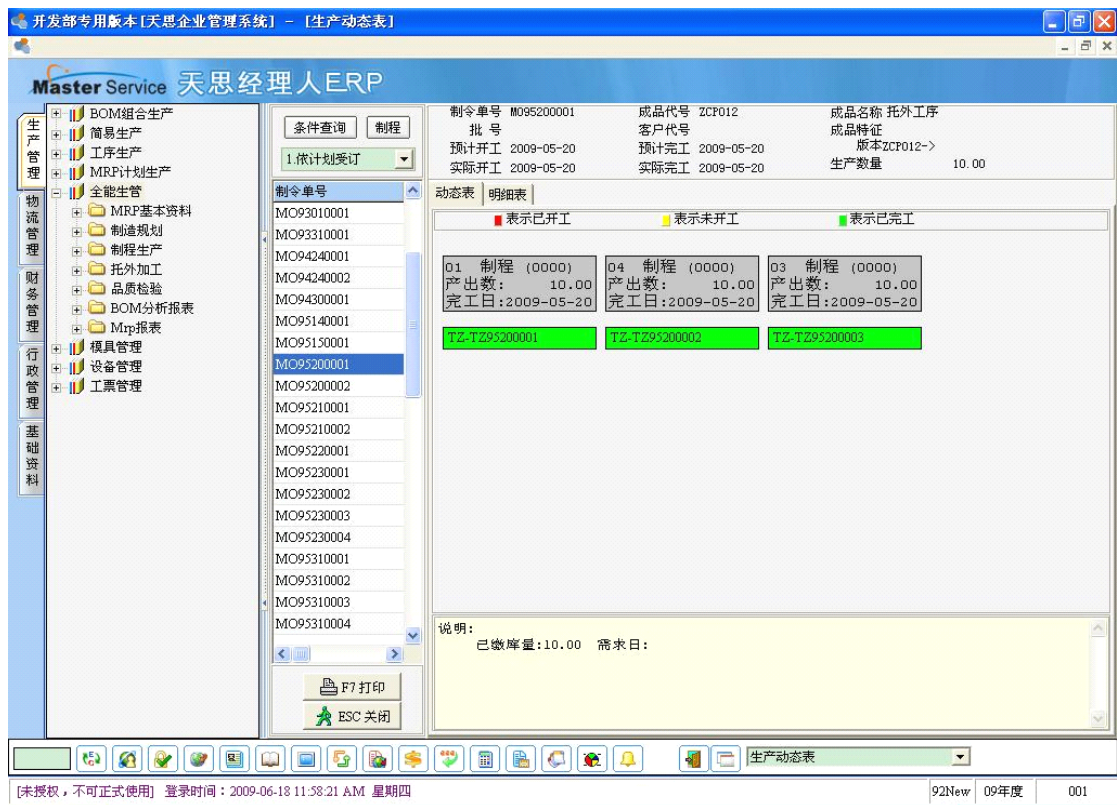 开发部专用版本[天思企业管理系统] - [生产动态表]
Master Service 天思经理人ERP
生产管理
物流管理
财务管理
行政管理
基础资料
BOM组合生产
简易生产
工序生产
MRP计划生产
全能生管
MRP基本资料
制造规划
制程生产
托外加工
品质检验
BOM分析报表
Mrp报表
模具管理
设备管理
工票管理
条件查询 制程
1.依计划受订
制令单号
MO93010001
MO93310001
MO94240001
MO94240002
MO94300001
MO95140001
MO95150001
MO95200001
MO95200002
MO95210001
MO95210002
MO95220001
MO95230001
MO95230002
MO95230003
MO95230004
MO95310001
MO95310002
MO95310003
MO95310004
F7打印
ESC关闭
制令单号 MO95200001 成品代号 ZCP012 成品名称 托外工序
批 号 客户代号 成品特征
预计开工 2009-05-20 预计完工 2009-05-20 版本ZCP012->
实际开工 2009-05-20 实际完工 2009-05-20 生产数量 10.00
动态表 明细表
表示已开工 表示未开工 表示已完工
01 制程 (0000)
产出数: 10.00
完工日:2009-05-20
TZ-TZ95200001
04 制程 (0000)
产出数: 10.00
完工日:2009-05-20
TZ-TZ95200002
03 制程 (0000)
产出数: 10.00
完工日:2009-05-20
TZ-TZ95200003
说明:
已缴库量:10.00 需求日:
生产动态表
[未授权，不可正式使用] 登录时间：2009-06-18 11:58:21 AM 星期四 92New 09年度 001